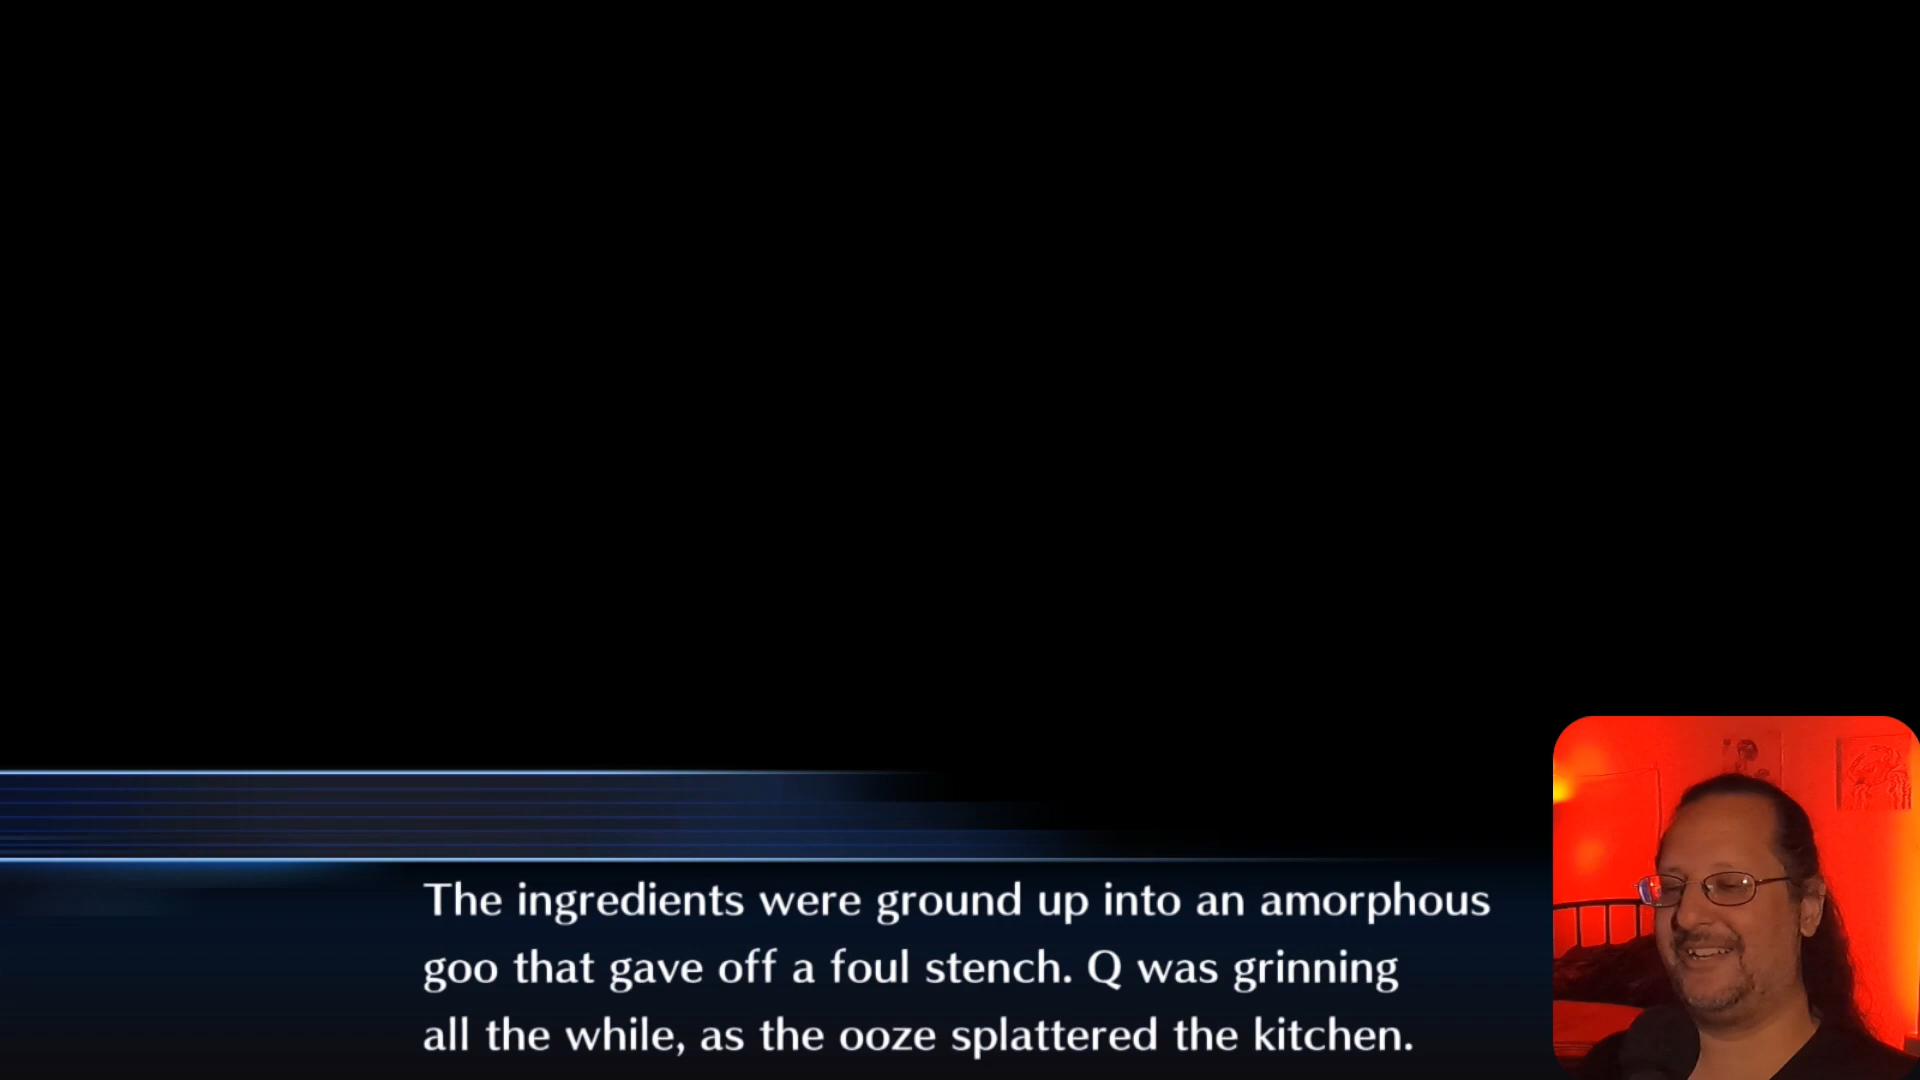 The ingredients were ground up into an amorphous
goo that gave off a foul stench. Q was grinning
all the while, as the ooze splattered the kitchen.